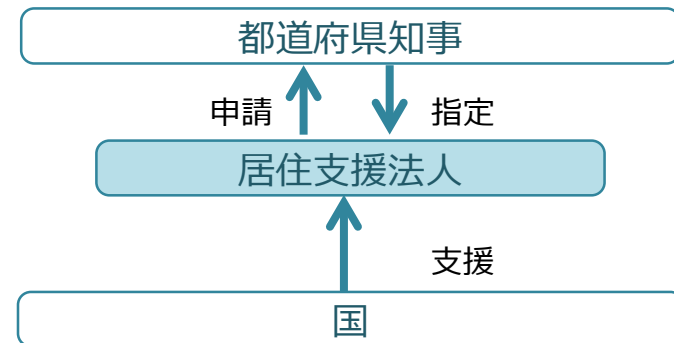 都道府県知事
申請
指定
居住支援法人
支援
国